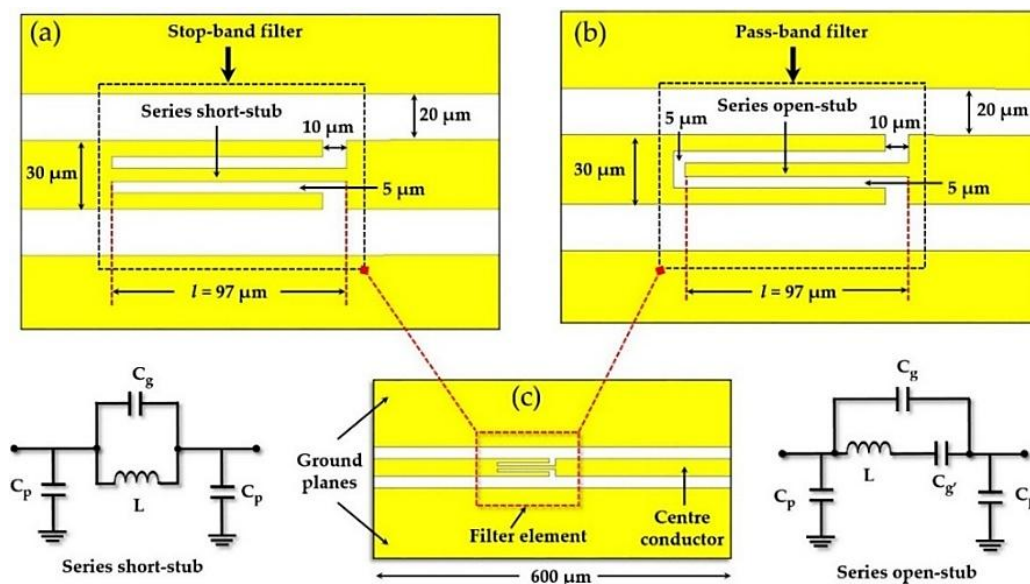 (a)
Stop-band filter
Series short-stub
10 μm
20 μm
30 μm
5 μm
l = 97 μm
(b)
Pass-band filter
Series open-stub
5 μm
10 μm
20 μm
30 μm
5 μm
l = 97 μm
Cg
Cp
L
Cp
Series short-stub
(c)
Ground
planes
Filter element
Centre
conductor
600 μm
Cg
L
Cg'
Cp
Series open-stub